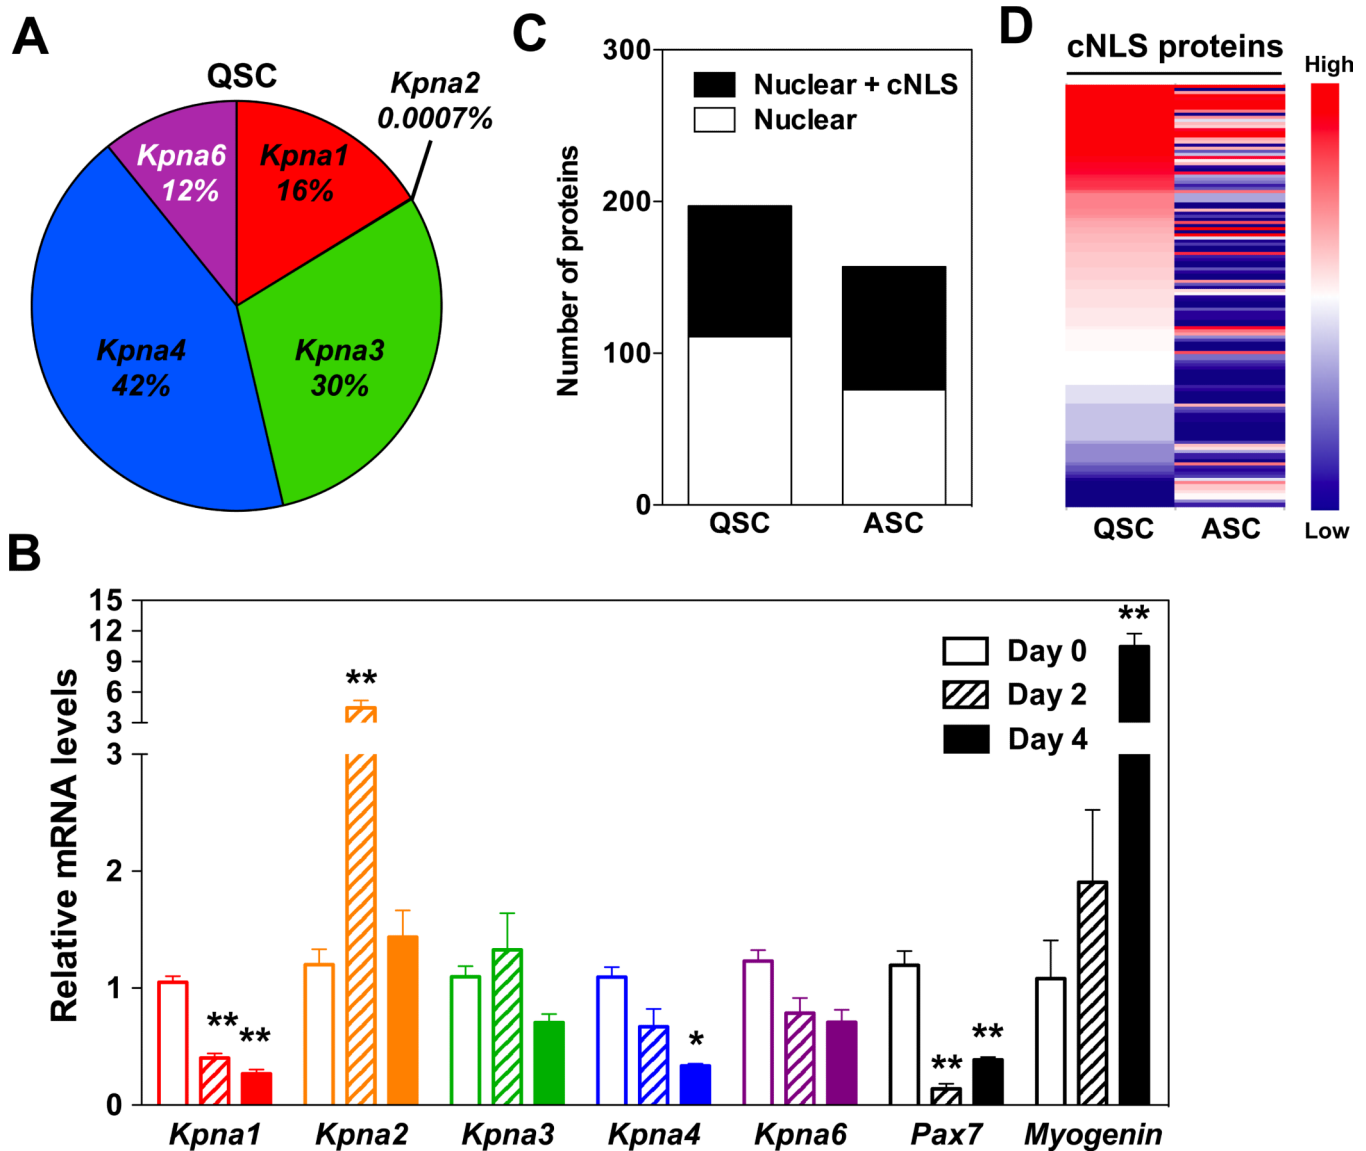 A
QSC
Kpna2
0.0007%
Kpna6
12%
Kpna1
16%
Kpna4
42%
Kpna3
30%
C
300
200
100
0
Number of proteins
Nuclear + cNLS
Nuclear
QSC
ASC
D
cNLS proteins
High
Low
QSC
ASC
B
15
12
9
6
3
3
2
1
0
Relative mRNA levels
**
**
**
*
**
**
**
Day 0
Day 2
Day 4
Kpna1
Kpna2
Kpna3
Kpna4
Kpna6
Pax7
Myogenin